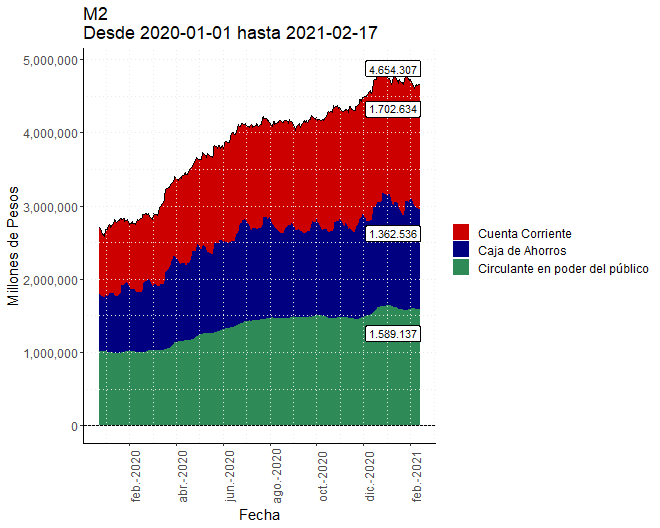 M2
Desde 2020-01-01 hasta 2021-02-17
5,000,000
4,000,000
3,000,000
2,000,000
1,000,000
0
Millones de Pesos
4.654.307
1.702.634
1.362.536
1.589.137
feb.-2020
abr.-2020
jun.-2020
ago.-2020
oct.-2020
dic.-2020
feb.-2021
Fecha
Cuenta Corriente
Caja de Ahorros
Circulante en poder del público